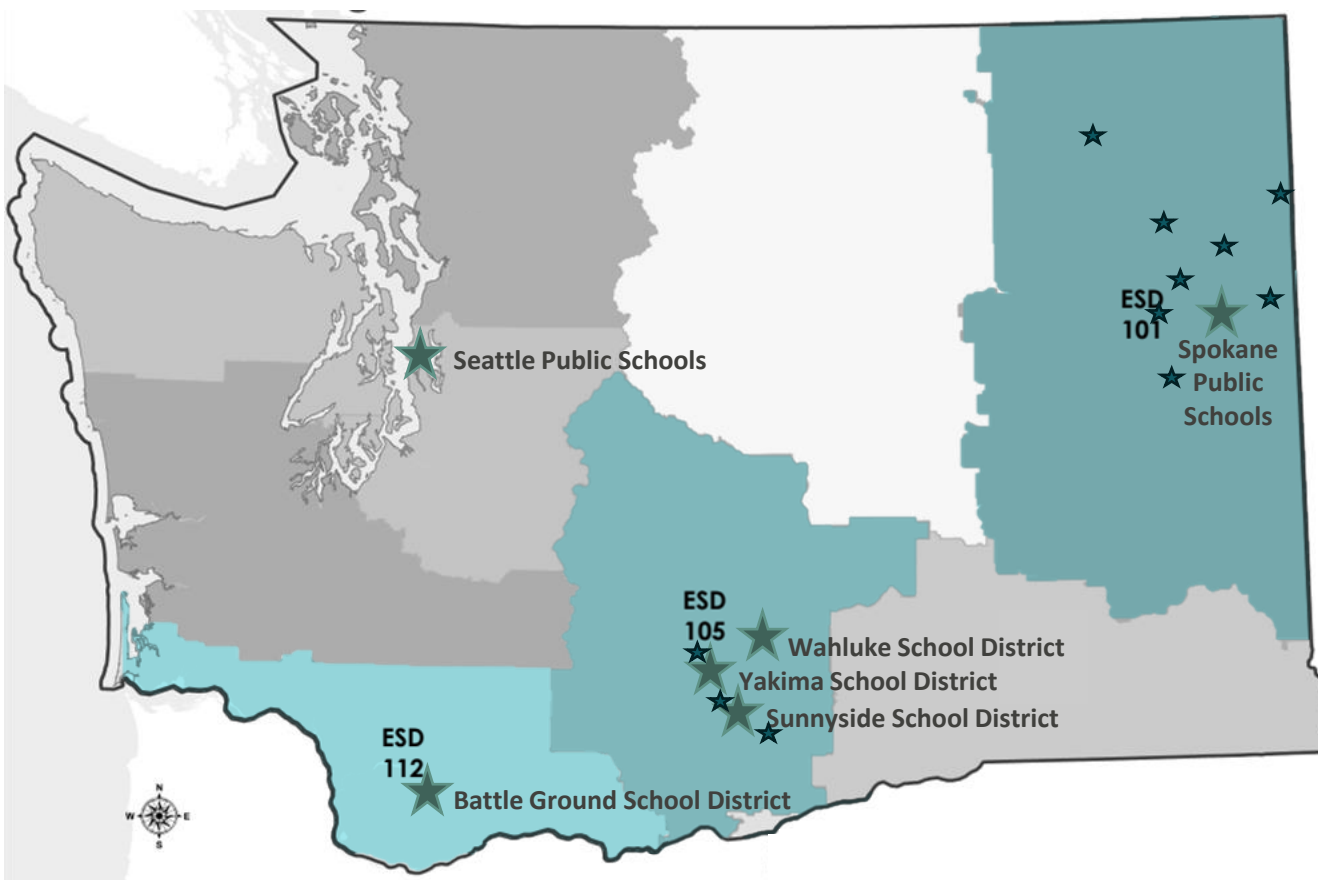 ESD
101
Spokane
Public
Schools
Seattle Public Schools
ESD
105
Wahluke School District
Yakima School District
Sunnyside School District
ESD
112
Battle Ground School District
N
W
E
S